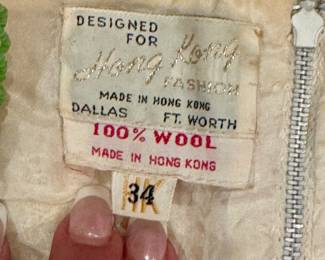 DESIGNED
FOR
Hong Kong
FASHION
MADE IN HONG KONG
DALLAS FT. WORTH
100% WOOL
MADE IN HONG KONG
HK
34